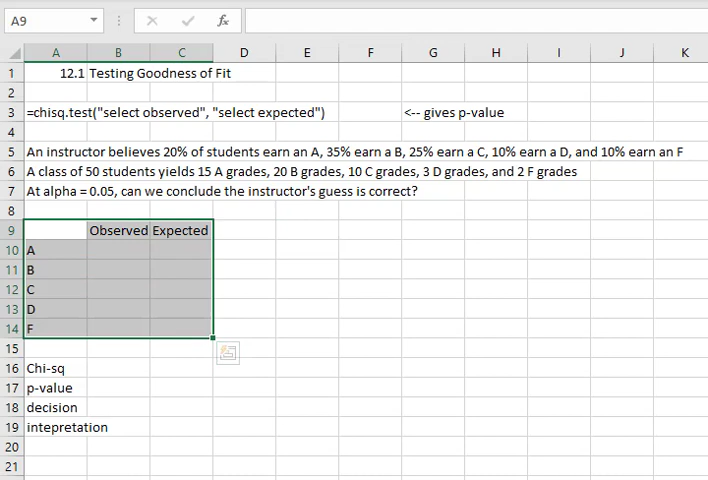 A9
fx
A B C D E F G H I J K
1 12.1 Testing Goodness of Fit
2
3 =chisq.test("select observed", "select expected") <-- gives p-value
4
5 An instructor believes 20% of students earn an A, 35% earn a B, 25% earn a C, 10% earn a D, and 10% earn an F
6 A class of 50 students yields 15 A grades, 20 B grades, 10 C grades, 3 D grades, and 2 F grades
7 At alpha = 0.05, can we conclude the instructor's guess is correct?
8
9 Observed Expected
10 A
11 B
12 C
13 D
14 F
15
16 Chi-sq
17 p-value
18 decision
19 intepretation
20
21